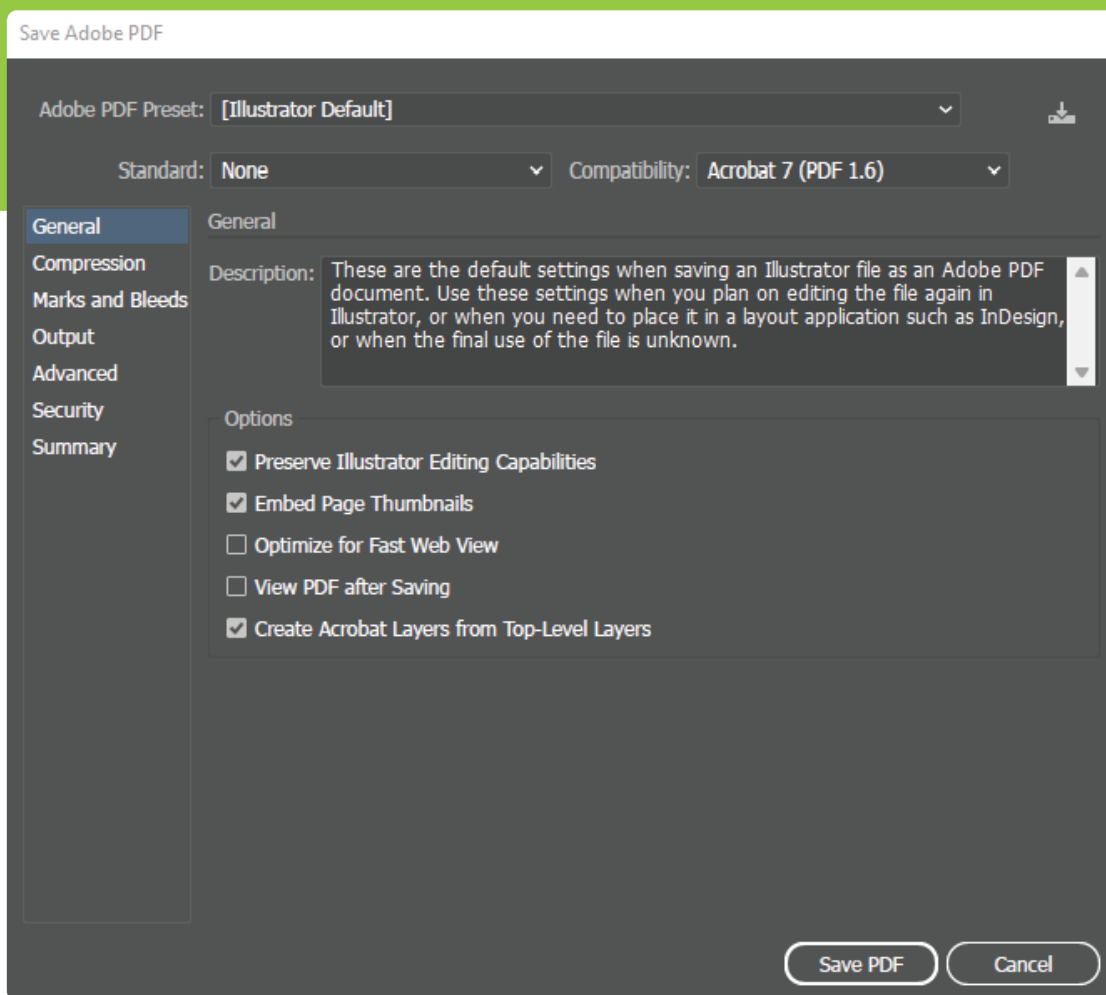 Save Adobe PDF
Adobe PDF Preset: [Illustrator Default]
Standard: None Compatibility: Acrobat 7 (PDF 1.6)
General
Compression
Marks and Bleeds
Output
Advanced
Security
Summary
General
Description: These are the default settings when saving an Illustrator file as an Adobe PDF
document. Use these settings when you plan on editing the file again in
Illustrator, or when you need to place it in a layout application such as InDesign,
or when the final use of the file is unknown.
Options
Preserve Illustrator Editing Capabilities
Embed Page Thumbnails
Optimize for Fast Web View
View PDF after Saving
Create Acrobat Layers from Top-Level Layers
Save PDF Cancel